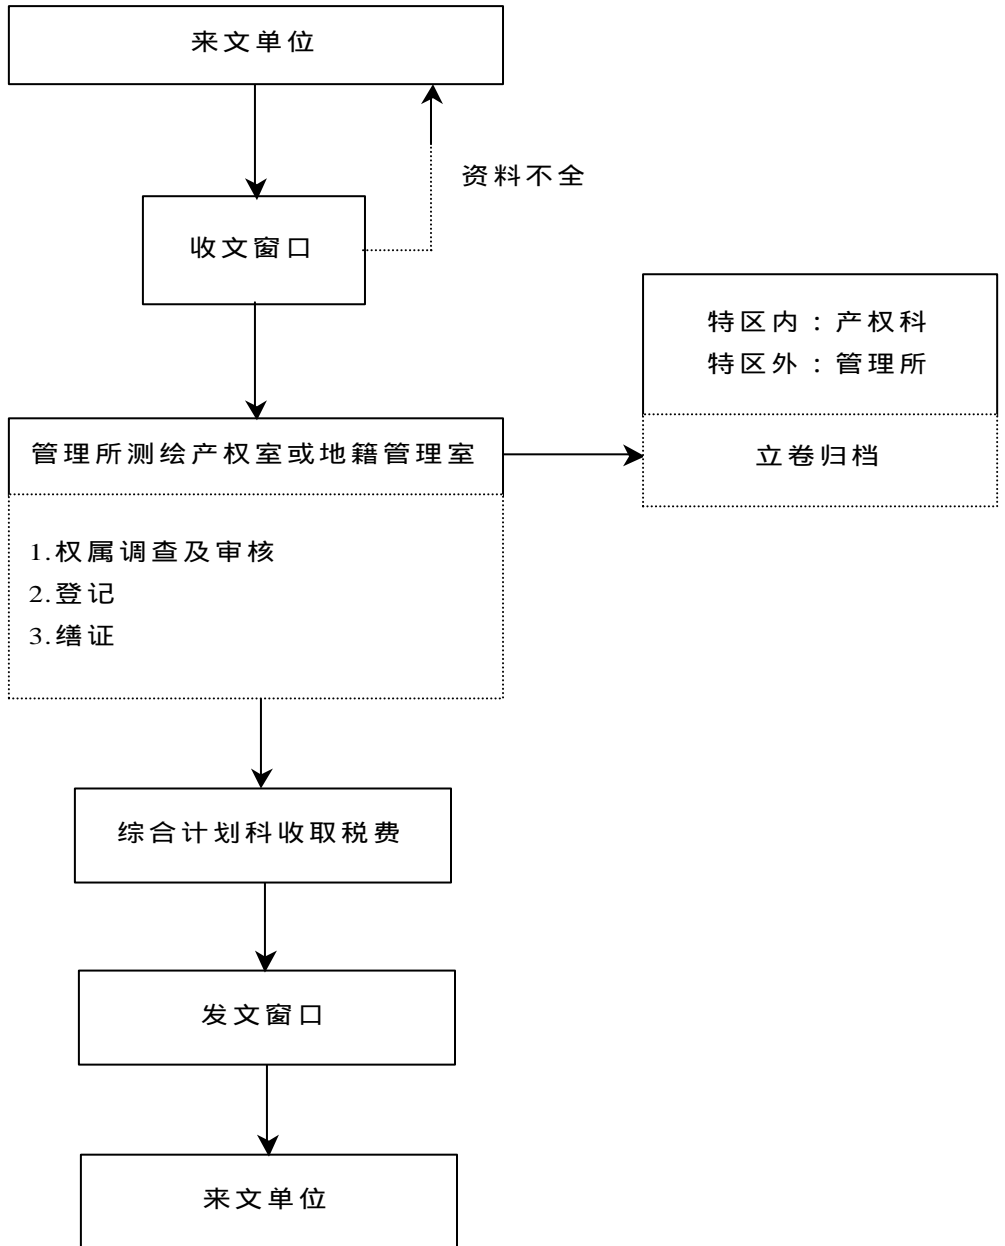 来文单位
资料不全
收文窗口
特区内：产权科
特区外：管理所
管理所测绘产权室或地籍管理室
立卷归档
1.权属调查及审核
2.登记
3.缮证
综合计划科收取税费
发文窗口
来文单位